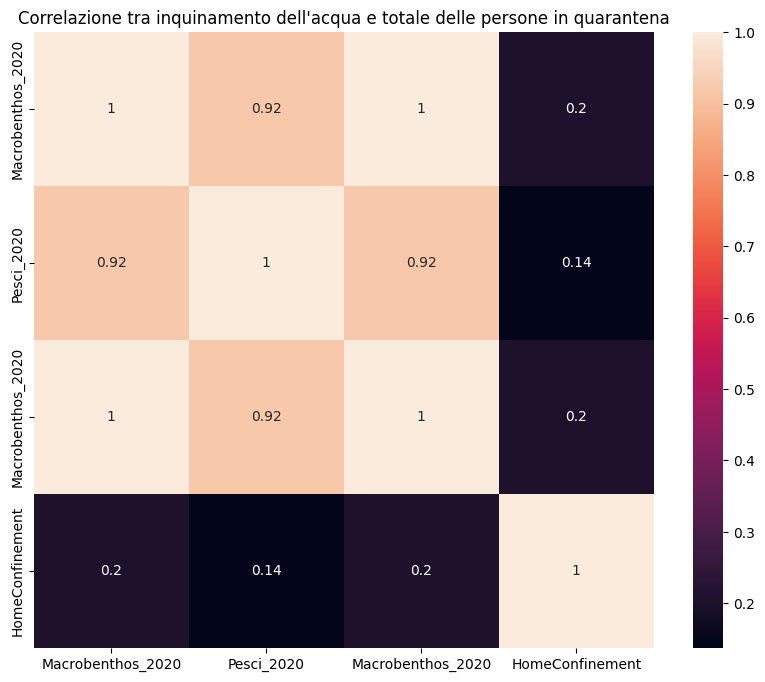 Correlazione tra inquinamento dell'acqua e totale delle persone in quarantena
Macrobenthos_2020
1
0.92
1
0.2
Pesci_2020
0.92
1
0.92
0.14
Macrobenthos_2020
1
0.92
1
0.2
HomeConfinement
0.2
0.14
0.2
1
Macrobenthos_2020
Pesci_2020
Macrobenthos_2020
HomeConfinement
1.0
0.9
0.8
0.7
0.6
0.5
0.4
0.3
0.2